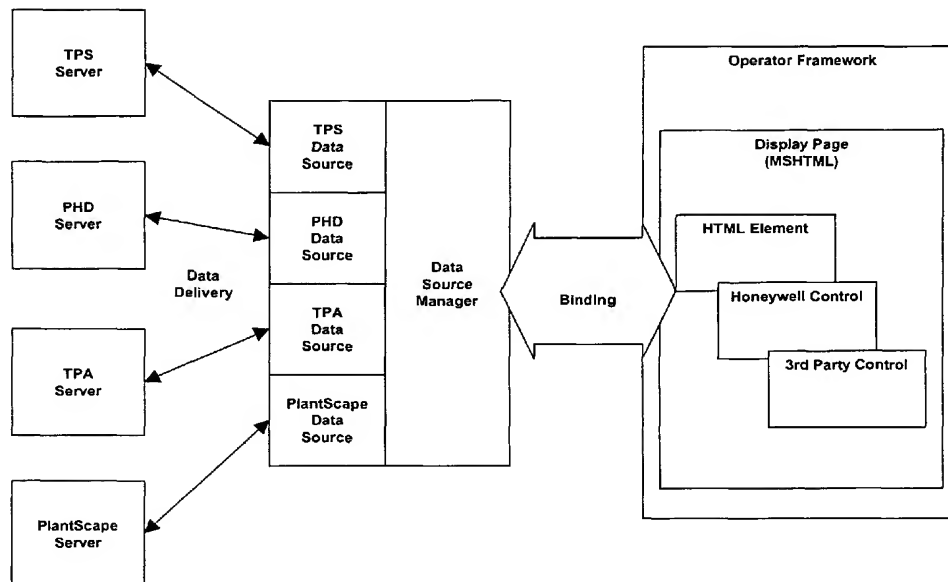 TPS
Server
PHD
Server
TPA
Server
PlantScape
Server
Data
Delivery
TPS
Data
Source
PHD
Data
Source
TPA
Data
Source
PlantScape
Data
Source
Data
Source
Manager
Binding
Operator Framework
Display Page
(MSHTML)
HTML Element
Honeywell Control
3rd Party Control